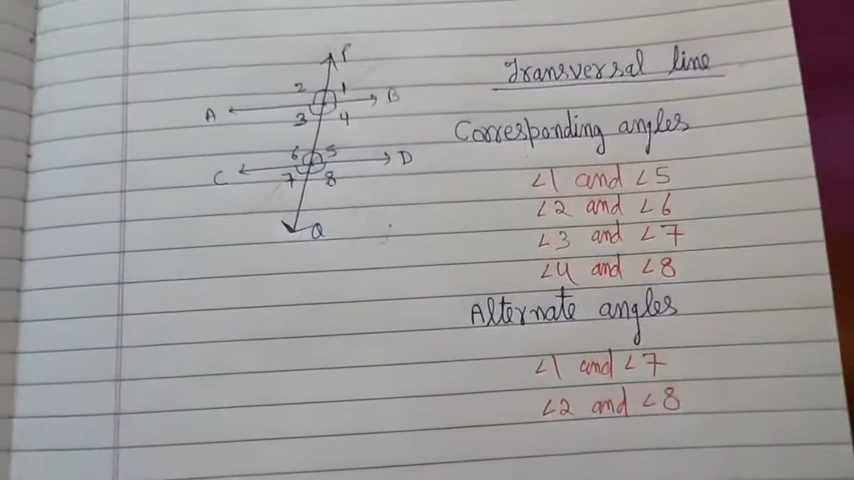 Transversal line
P
2 1
A B
3 4
Corresponding angles
6 5
C D
7 8
Q
∠1 and ∠5
∠2 and ∠6
∠3 and ∠7
∠4 and ∠8
Alternate angles
∠1 and ∠7
∠2 and ∠8